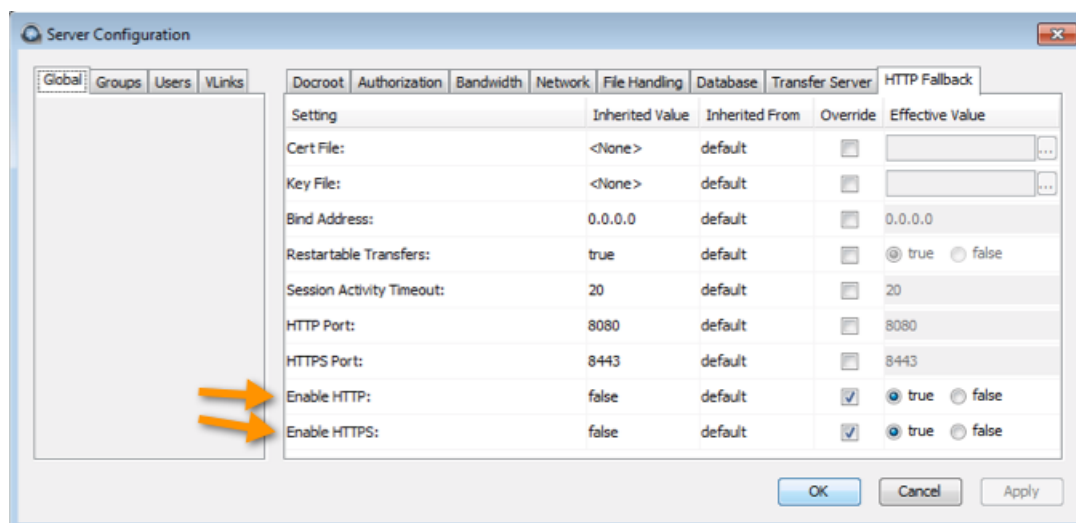 Server Configuration
Global Groups Users VLinks
Docroot Authorization Bandwidth Network File Handling Database Transfer Server HTTP Fallback
Setting Inherited Value Inherited From Override Effective Value
Cert File: <None> default ...
Key File: <None> default ...
Bind Address: 0.0.0.0 default 0.0.0.0
Restartable Transfers: true default true false
Session Activity Timeout: 20 default 20
HTTP Port: 8080 default 8080
HTTPS Port: 8443 default 8443
Enable HTTP: false default true false
Enable HTTPS: false default true false
OK Cancel Apply